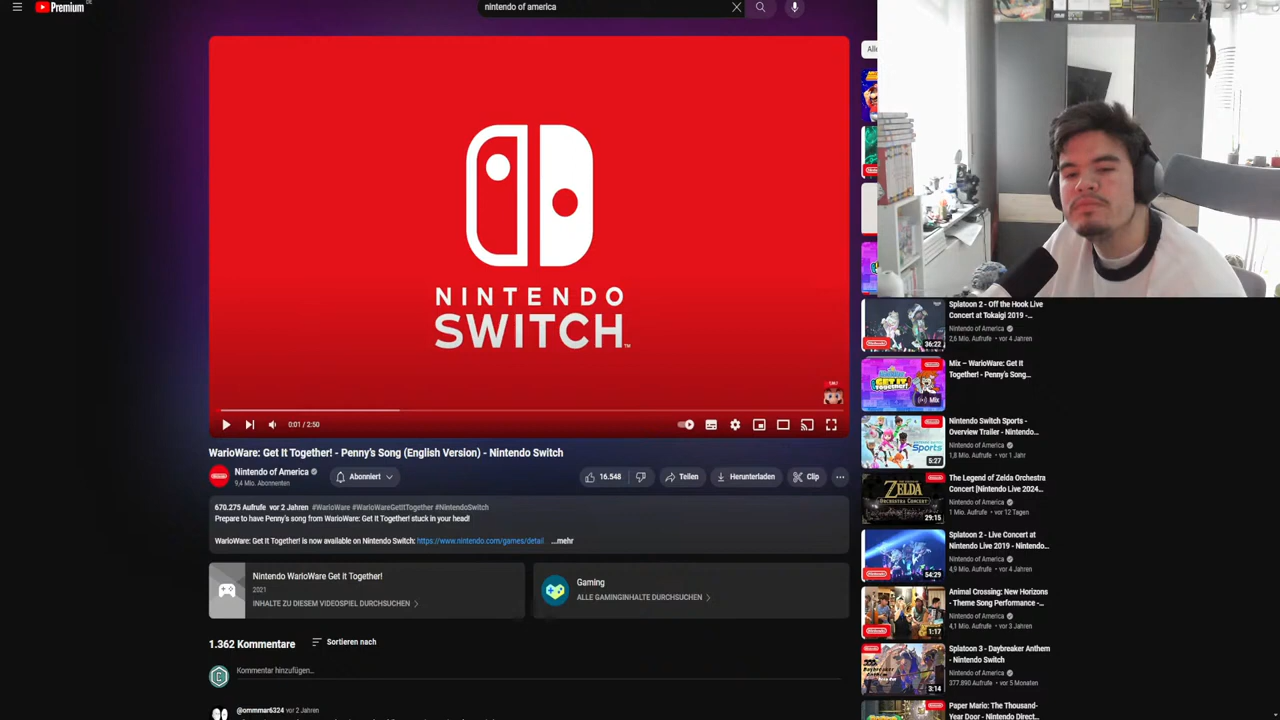 Premium
DE
nintendo of america
NINTENDO
SWITCH
TM
0:01 / 2:50
WarioWare: Get It Together! - Penny's Song (English Version) - Nintendo Switch
Nintendo of America
9,4 Mio. Abonnenten
Abonniert
16.548
Teilen
Herunterladen
Clip
670.275 Aufrufe vor 2 Jahren #WarioWare #WarioWareGetItTogether #NintendoSwitch
Prepare to have Penny's song from WarioWare: Get It Together! stuck in your head!
WarioWare: Get It Together! is now available on Nintendo Switch: https://www.nintendo.com/games/detail ...mehr
Nintendo WarioWare Get It Together!
2021
INHALTE ZU DIESEM VIDEOSPIEL DURCHSUCHEN
Gaming
ALLE GAMINGINHALTE DURCHSUCHEN
1.362 Kommentare
Sortieren nach
Kommentar hinzufügen...
@ommmar6324 vor 2 Jahren
Alle
Splatoon 2 - Off the Hook Live
Concert at Tokaigi 2019 -...
Nintendo of America
2,6 Mio. Aufrufe • vor 4 Jahren
36:22
Mix – WarioWare: Get It
Together! - Penny's Song...
GET IT
Together!
Mix
Nintendo Switch Sports -
Overview Trailer - Nintendo...
Nintendo of America
1,8 Mio. Aufrufe • vor 1 Jahr
Sports
5:27
The Legend of Zelda Orchestra
Concert [Nintendo Live 2024...
Nintendo of America
1 Mio. Aufrufe • vor 12 Tagen
ZELDA
29:15
Splatoon 2 - Live Concert at
Nintendo Live 2019 - Nintendo...
Nintendo of America
4,9 Mio. Aufrufe • vor 4 Jahren
54:29
Animal Crossing: New Horizons
- Theme Song Performance -...
Nintendo of America
4,1 Mio. Aufrufe • vor 3 Jahren
1:17
Splatoon 3 - Daybreaker Anthem
- Nintendo Switch
Nintendo of America
377.890 Aufrufe • vor 5 Monaten
3:14
Paper Mario: The Thousand-
Year Door - Nintendo Direct...